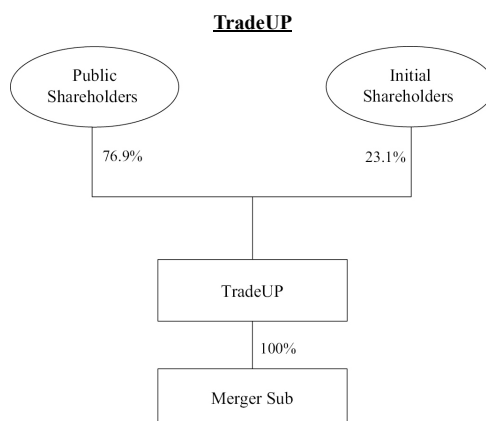 TradeUP
Public
Shareholders
Initial
Shareholders
76.9%
23.1%
TradeUP
100%
Merger Sub